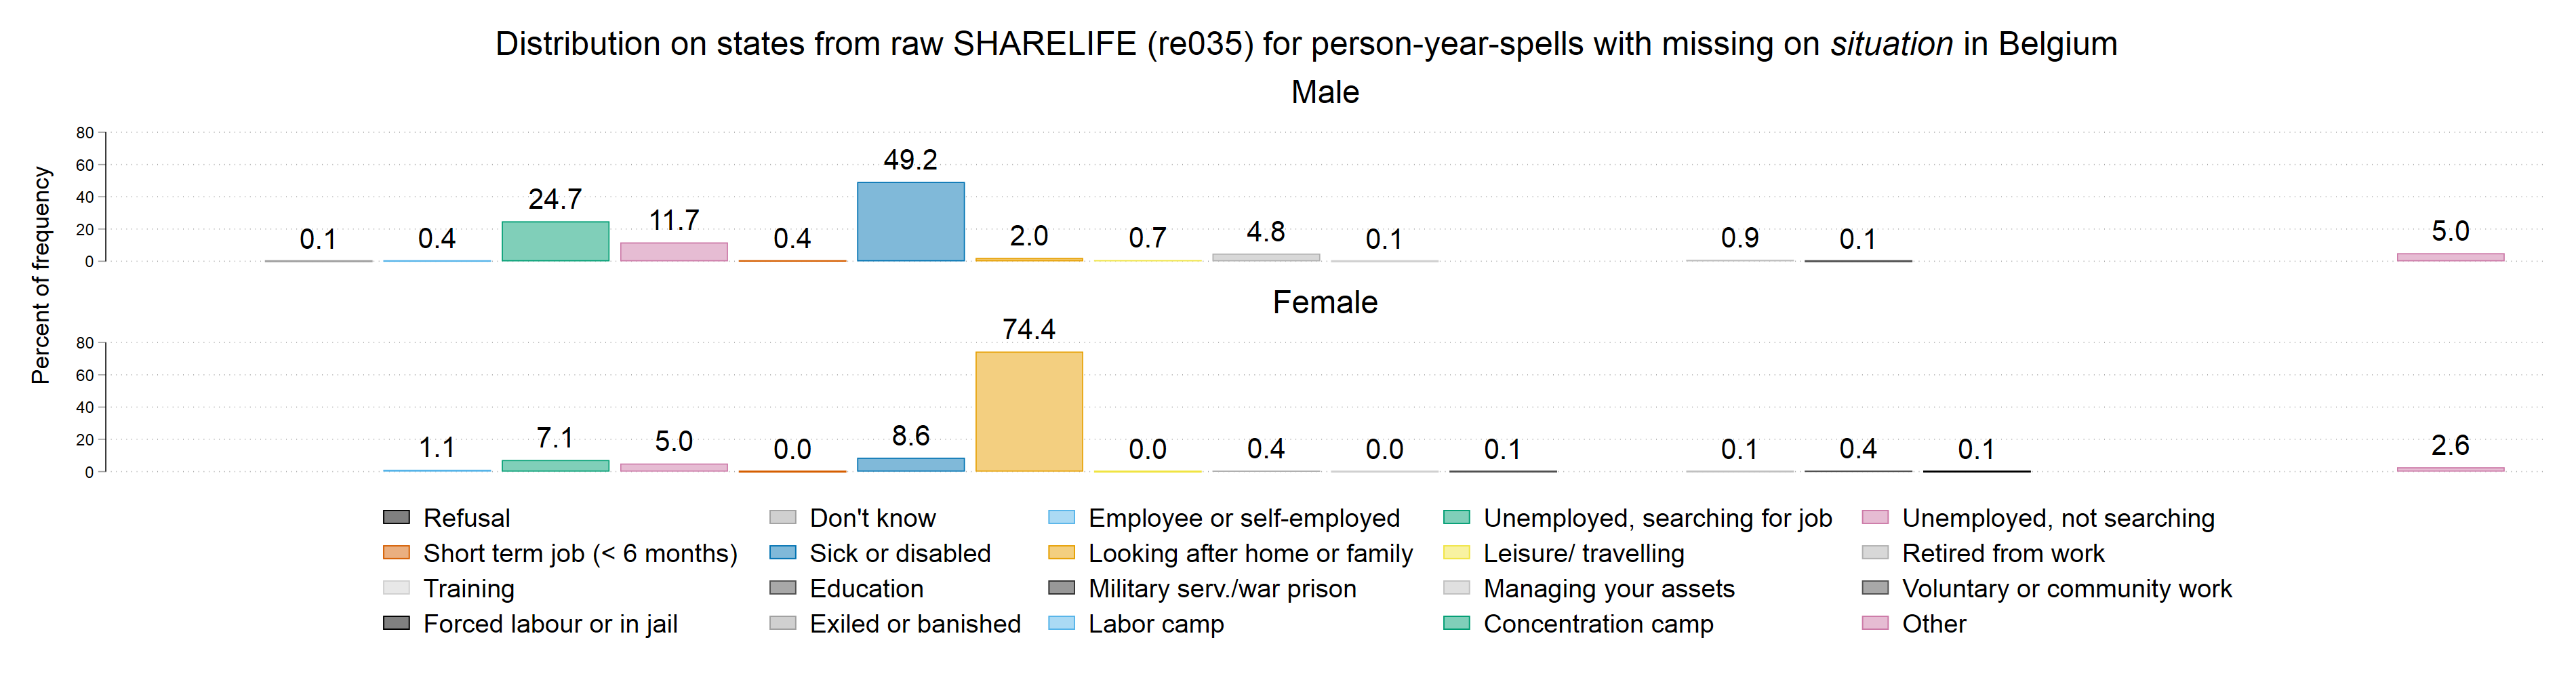 Distribution on states from raw SHARELIFE (re035) for person-year-spells with missing on situation in Belgium
Male
Percent of frequency
80
60
40
20
0
0.1 0.4 24.7 11.7 0.4 49.2 2.0 0.7 4.8 0.1 0.9 0.1 5.0
Female
80
60
40
20
0
1.1 7.1 5.0 0.0 8.6 74.4 0.0 0.4 0.0 0.1 0.1 0.4 0.1 2.6
Refusal Don't know Employee or self-employed Unemployed, searching for job Unemployed, not searching
Short term job (< 6 months) Sick or disabled Looking after home or family Leisure/ travelling Retired from work
Training Education Military serv./war prison Managing your assets Voluntary or community work
Forced labour or in jail Exiled or banished Labor camp Concentration camp Other